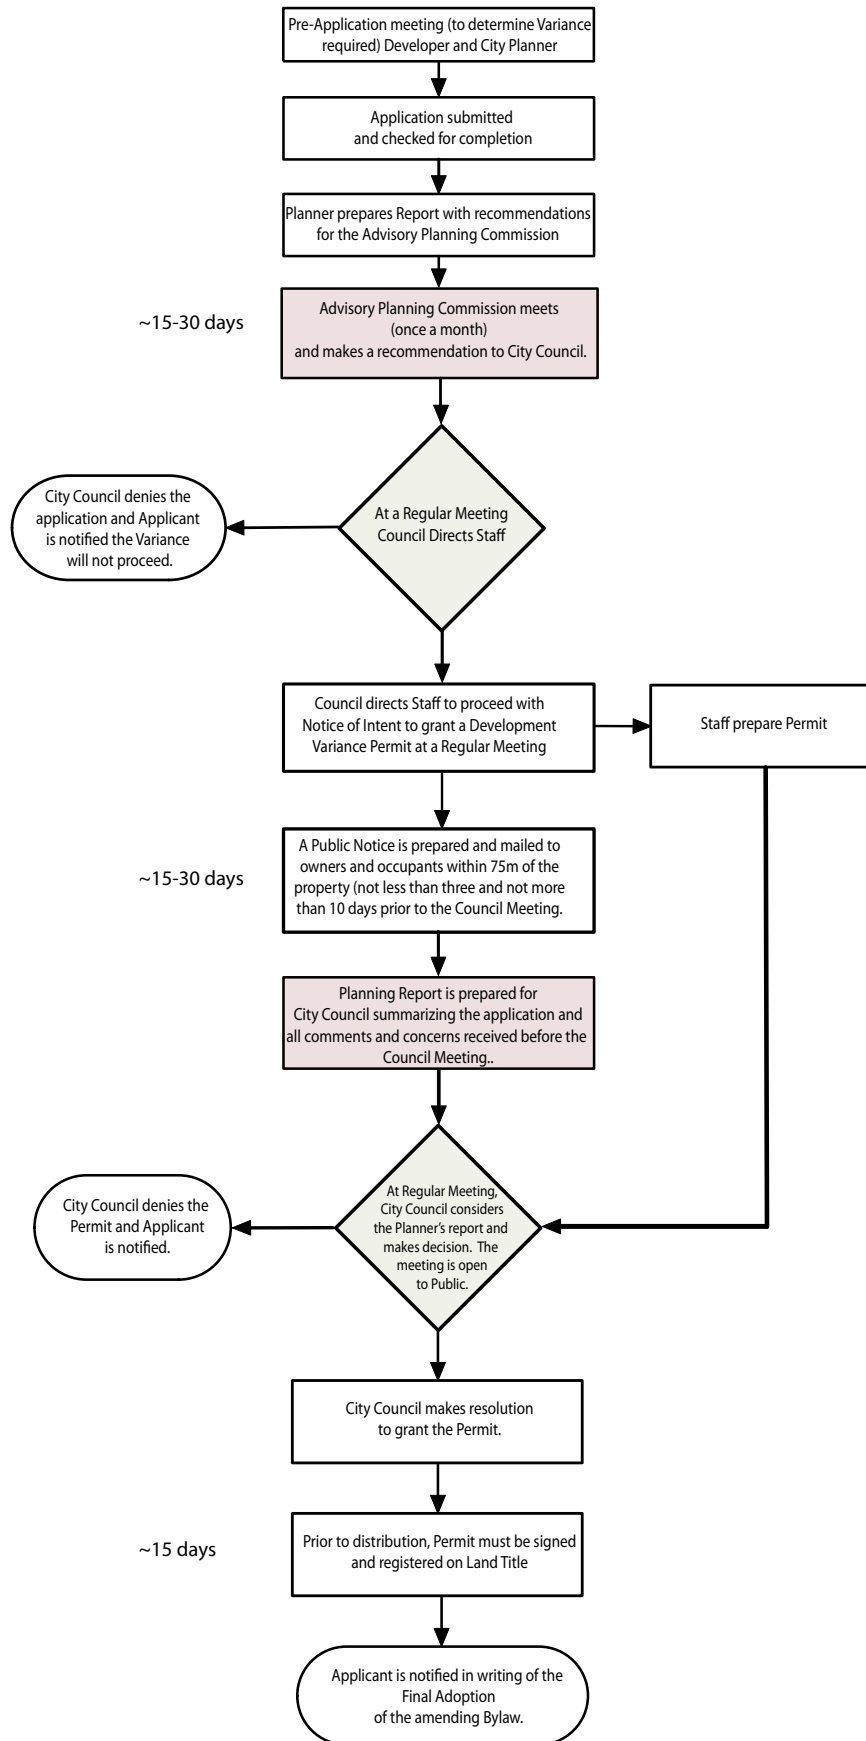 Pre-Application meeting (to determine Variance
required) Developer and City Planner
Application submitted
and checked for completion
Planner prepares Report with recommendations
for the Advisory Planning Commission
~15-30 days
Advisory Planning Commission meets
(once a month)
and makes a recommendation to City Council.
At a Regular Meeting
Council Directs Staff
City Council denies the
application and Applicant
is notified the Variance
will not proceed.
Council directs Staff to proceed with
Notice of Intent to grant a Development
Variance Permit at a Regular Meeting
Staff prepare Permit
~15-30 days
A Public Notice is prepared and mailed to
owners and occupants within 75m of the
property (not less than three and not more
than 10 days prior to the Council Meeting.
Planning Report is prepared for
City Council summarizing the application and
all comments and concerns received before the
Council Meeting..
At Regular Meeting,
City Council considers
the Planner's report and
makes decision. The
meeting is open
to Public.
City Council denies the
Permit and Applicant
is notified.
City Council makes resolution
to grant the Permit.
~15 days
Prior to distribution, Permit must be signed
and registered on Land Title
Applicant is notified in writing of the
Final Adoption
of the amending Bylaw.